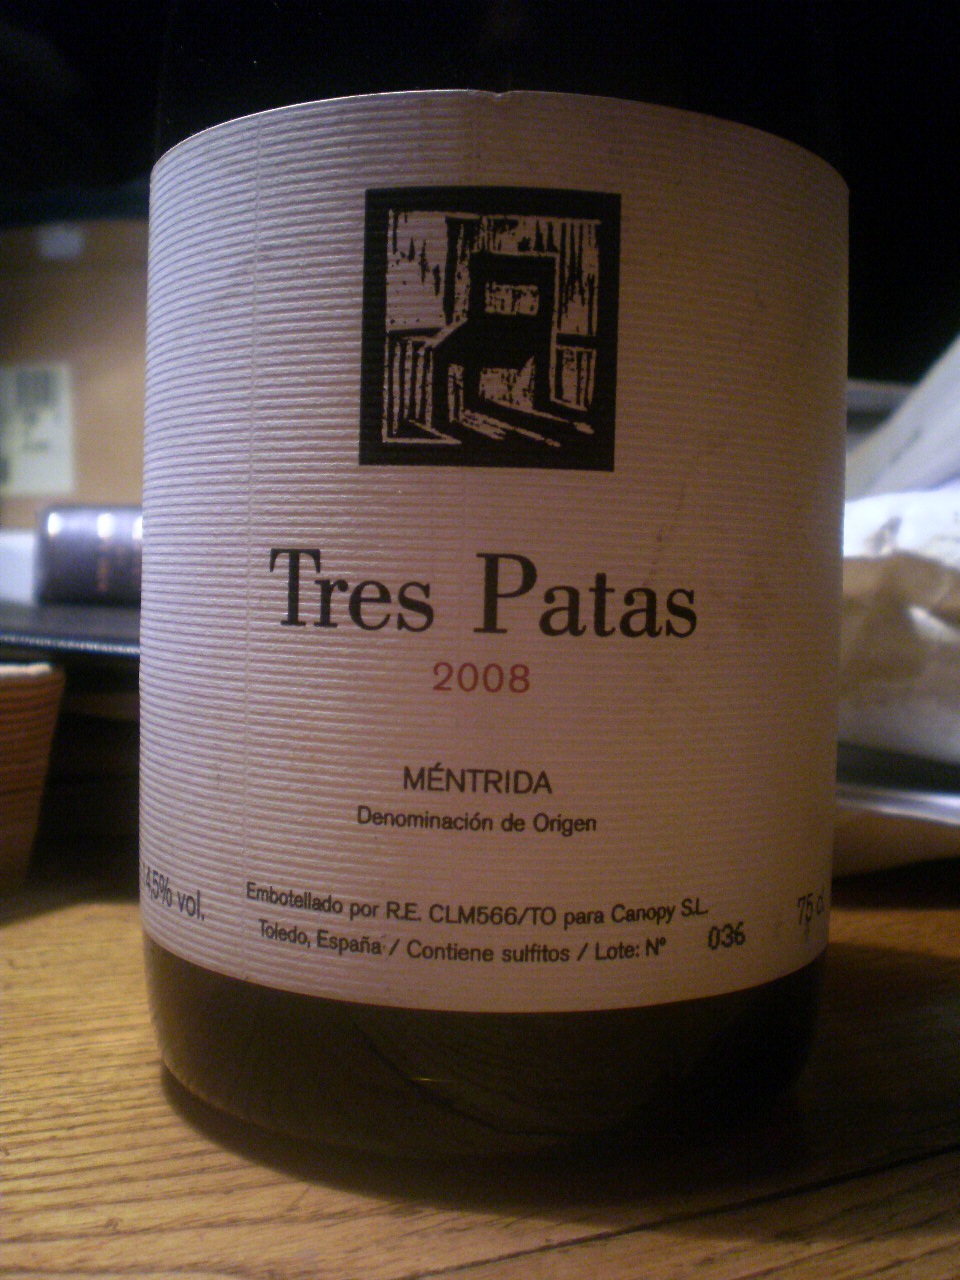 Tres Patas
2008
MÉNTRIDA
Denominación de Origen
14,5% vol.
Embotellado por R.E. CLM566/TO para Canopy S.L.
75 cl
Toledo, España / Contiene sulfitos / Lote: Nº 036